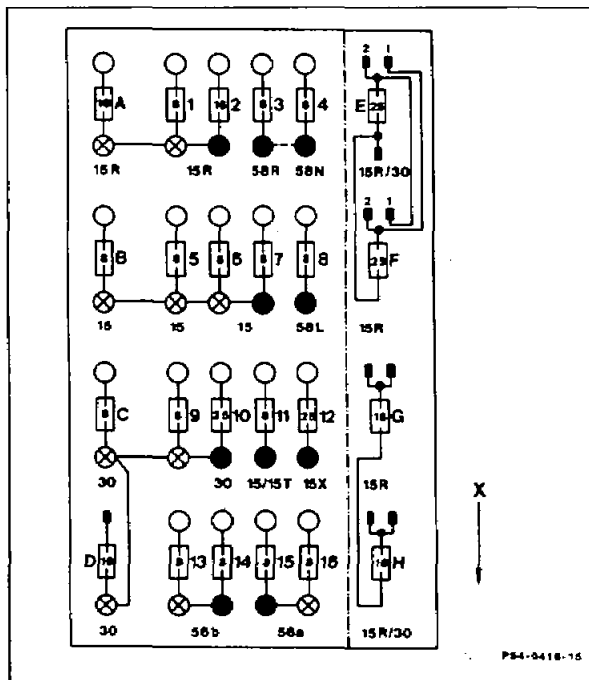 2 1
16 A 8 1 16 2 8 3 8 4 E 25
15R 15R 58R 58N 15R/30
2 1
8 B 8 5 8 6 8 7 8 8 25 F
15 15 15 58L 15R
8 C 8 9 25 10 8 11 25 12 16 G
30 30 15/15T 15X 15R
X
D 16 8 13 8 14 8 15 8 16 16 H
30 56b 56a 15R/30
P54-0416-15